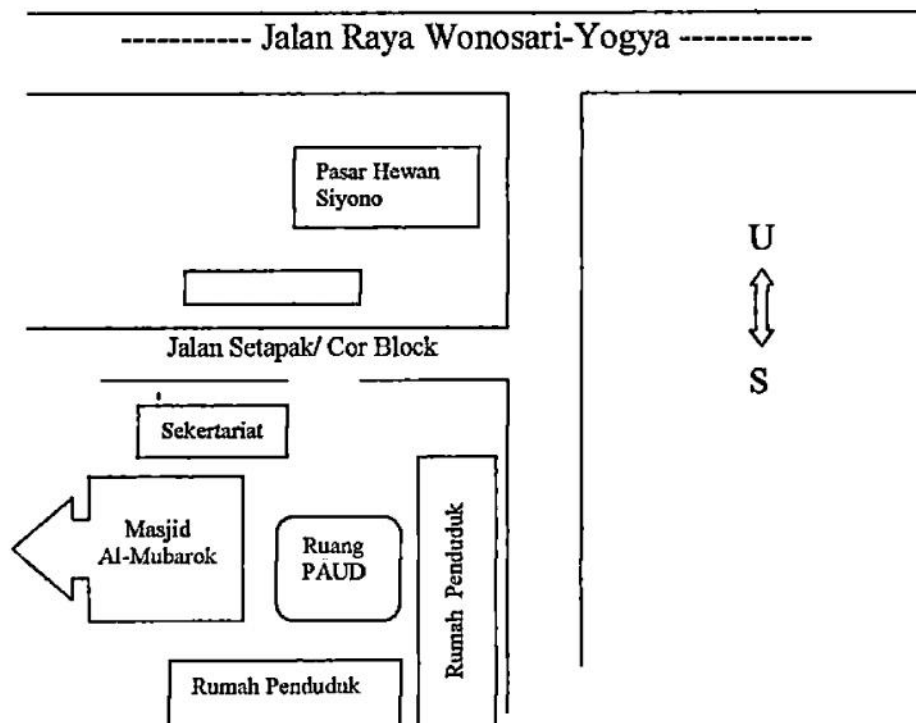 ---------- Jalan Raya Wonosari-Yogya ----------
Pasar Hewan
Siyono
U
S
Jalan Setapak/ Cor Block
Sekertariat
Masjid
Al-Mubarok
Ruang
PAUD
Rumah Penduduk
Rumah Penduduk